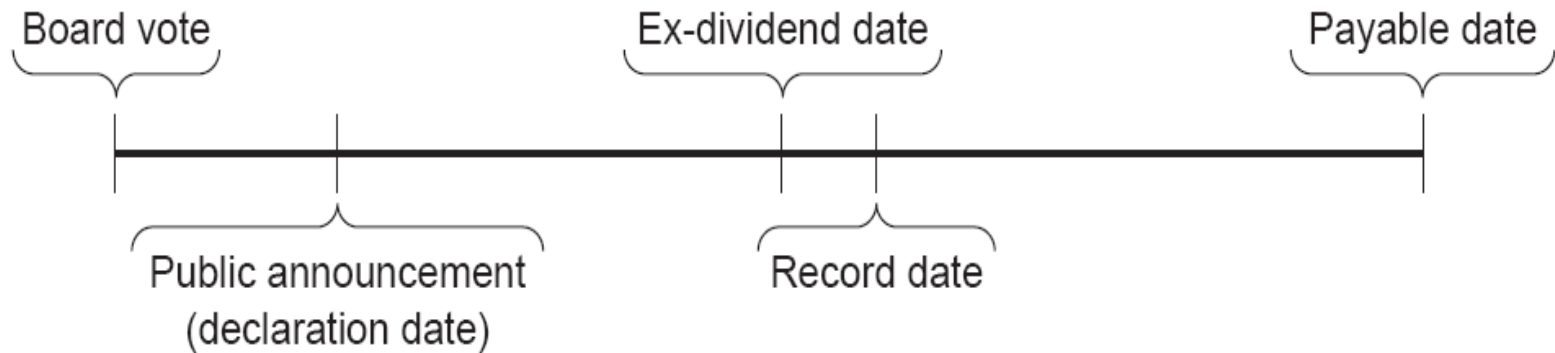 Board vote
Ex-dividend date
Payable date
Public announcement
(declaration date)
Record date